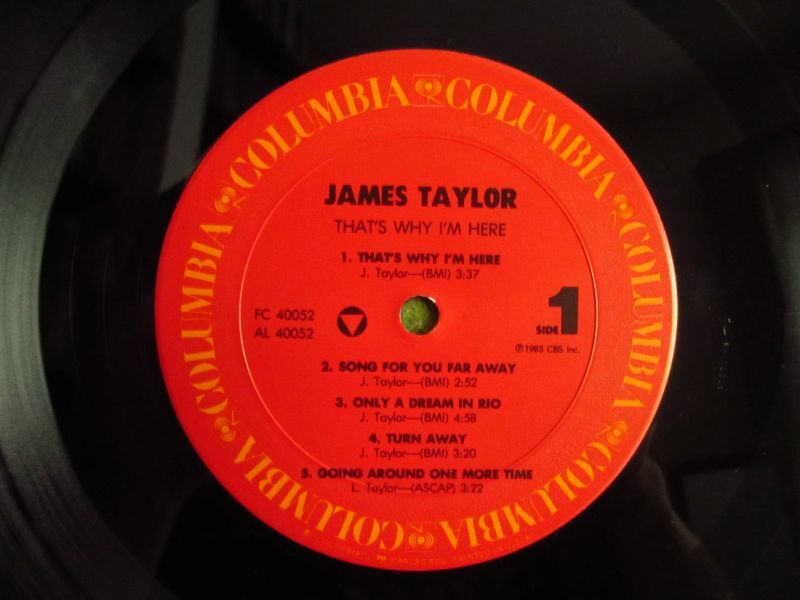 COLUMBIA COLUMBIA COLUMBIA COLUMBIA COLUMBIA COLUMBIA
JAMES TAYLOR
THAT'S WHY I'M HERE
1. THAT'S WHY I'M HERE
J. Taylor—(BMI) 3:37
FC 40052
AL 40052
SIDE 1
Ⓟ1985 CBS Inc.
2. SONG FOR YOU FAR AWAY
J. Taylor—(BMI) 2:52
3. ONLY A DREAM IN RIO
J. Taylor—(BMI) 4:58
4. TURN AWAY
J. Taylor—(BMI) 3:20
5. GOING AROUND ONE MORE TIME
L. Taylor—(ASCAP) 3:22